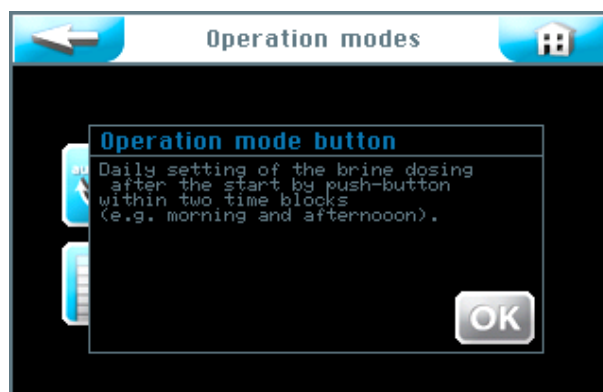 Operation modes
Operation mode button
Daily setting of the brine dosing
after the start by push-button
within two time blocks
(e.g. morning and afternooon).
OK